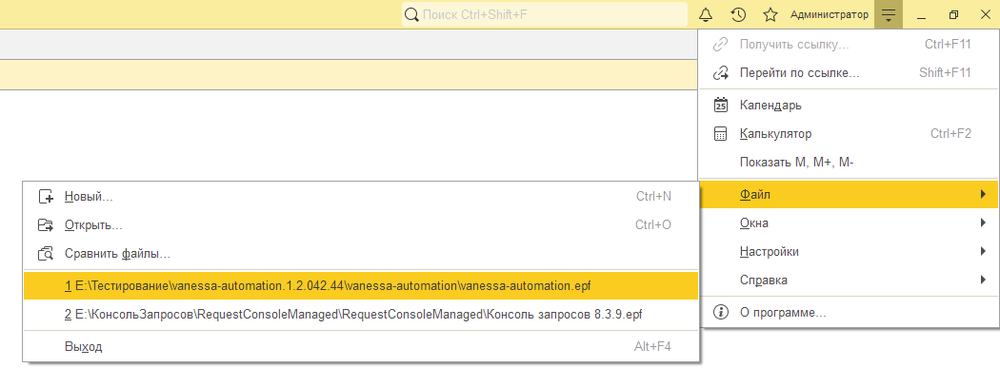 Поиск Ctrl+Shift+F
Администратор
Получить ссылку... Ctrl+F11
Перейти по ссылке... Shift+F11
25 Календарь
Калькулятор Ctrl+F2
Показать M, M+, M-
Файл
Окна
Настройки
Справка
О программе...
Новый... Ctrl+N
Открыть... Ctrl+O
Сравнить файлы...
1 E:\Тестирование\vanessa-automation.1.2.042.44\vanessa-automation\vanessa-automation.epf
2 E:\КонсольЗапросов\RequestConsoleManaged\RequestConsoleManaged\Консоль запросов 8.3.9.epf
Выход Alt+F4